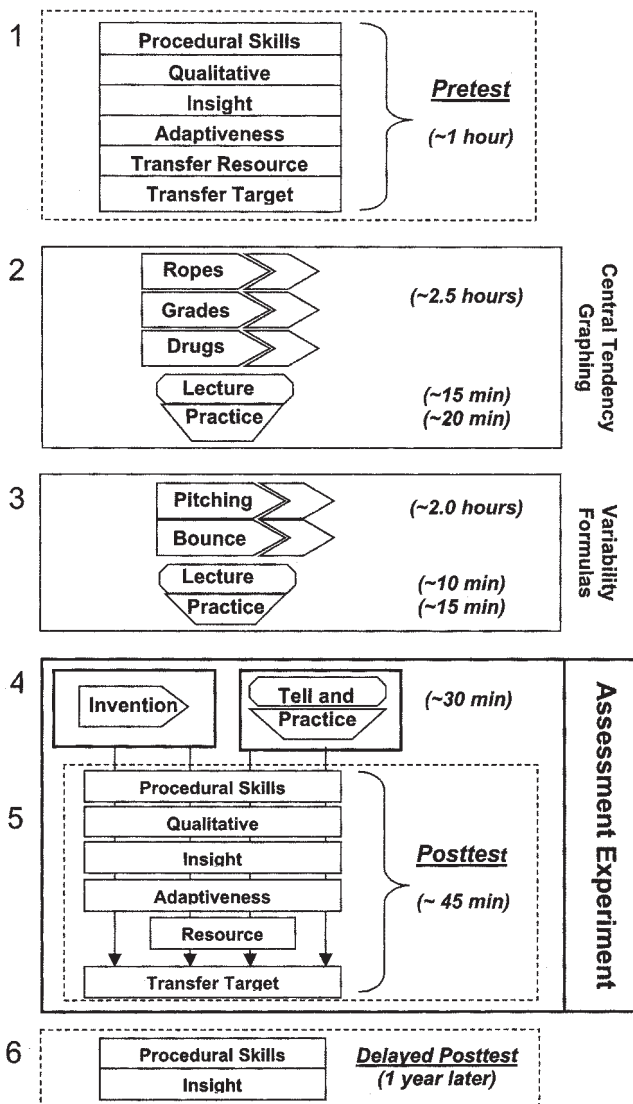 1
Procedural Skills
Qualitative
Insight
Adaptiveness
Transfer Resource
Transfer Target
Pretest
(~1 hour)
2
Ropes
Grades
Drugs
Lecture
Practice
(~2.5 hours)
(~15 min)
(~20 min)
Central Tendency
Graphing
3
Pitching
Bounce
Lecture
Practice
(~2.0 hours)
(~10 min)
(~15 min)
Variability
Formulas
4
Invention
Tell and
Practice
(~30 min)
5
Procedural Skills
Qualitative
Insight
Adaptiveness
Resource
Transfer Target
Posttest
(~ 45 min)
Assessment Experiment
6
Procedural Skills
Insight
Delayed Posttest
(1 year later)